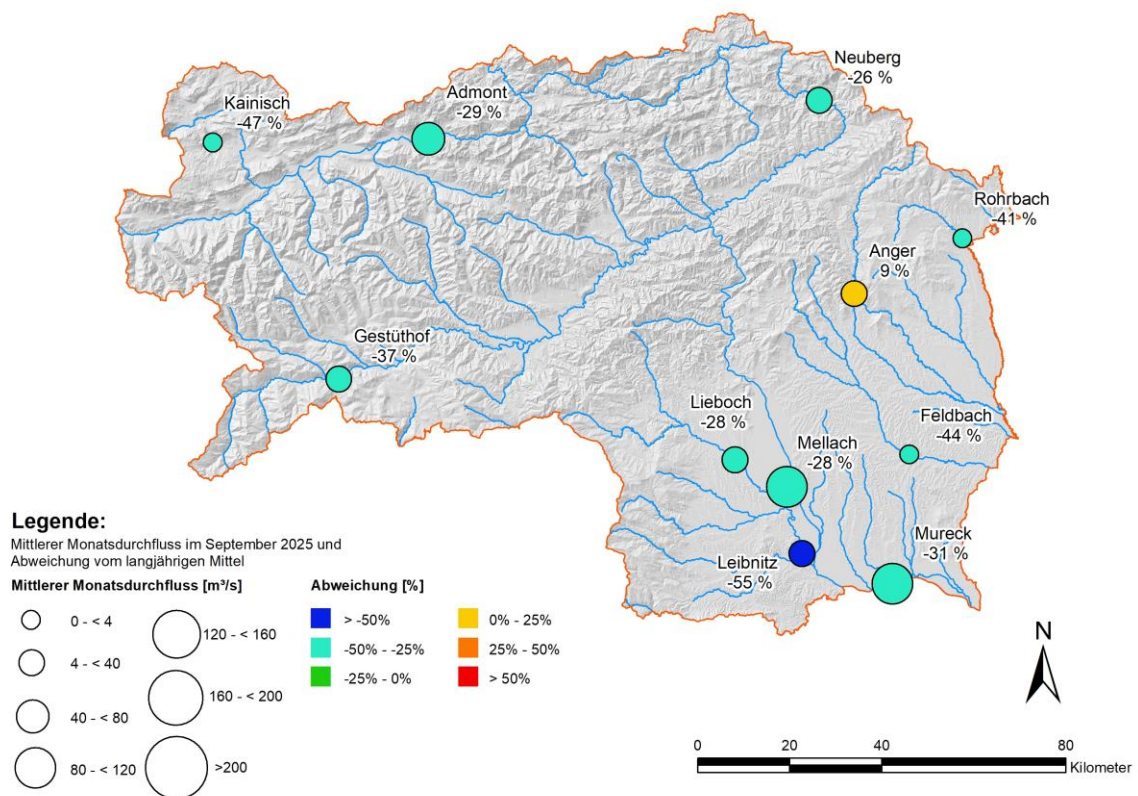 Neuberg
-26 %
Kainisch
-47 %
Admont
-29 %
Rohrbach
-41 %
Anger
9 %
Gestüthof
-37 %
Lieboch
-28 %
Feldbach
-44 %
Mellach
-28 %
Mureck
-31 %
Leibnitz
-55 %
Legende:
Mittlerer Monatsdurchfluss im September 2025 und
Abweichung vom langjährigen Mittel
Mittlerer Monatsdurchfluss [m³/s]
0 - < 4
4 - < 40
40 - < 80
80 - < 120
120 - < 160
160 - < 200
>200
Abweichung [%]
> -50%
-50% - -25%
-25% - 0%
0% - 25%
25% - 50%
> 50%
N
0 20 40 80
Kilometer